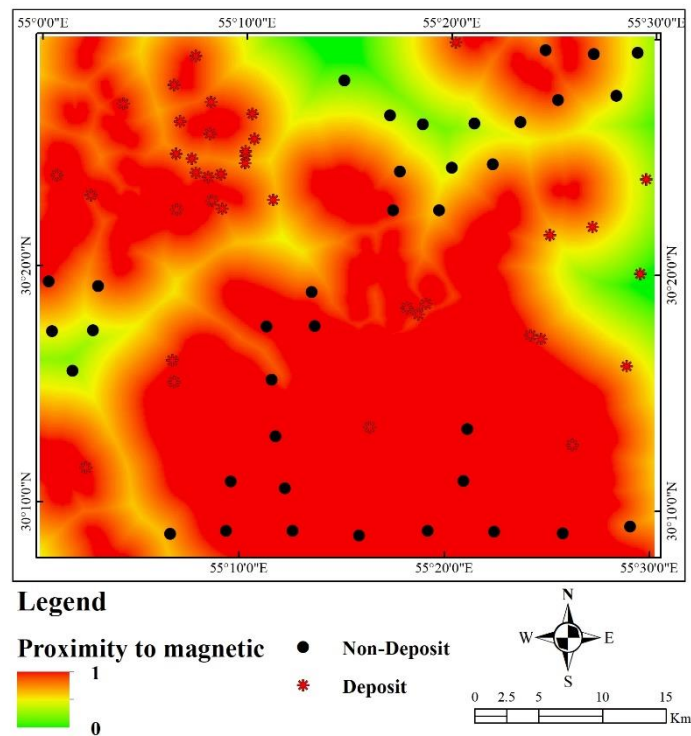 55°0'0"E 55°10'0"E 55°20'0"E 55°30'0"E
30°20'0"N 30°20'0"N
30°10'0"N 30°10'0"N
55°10'0"E 55°20'0"E 55°30'0"E
Legend
Proximity to magnetic
1
0
Non-Deposit
Deposit
N
W E
S
0 2.5 5 10 15
Km